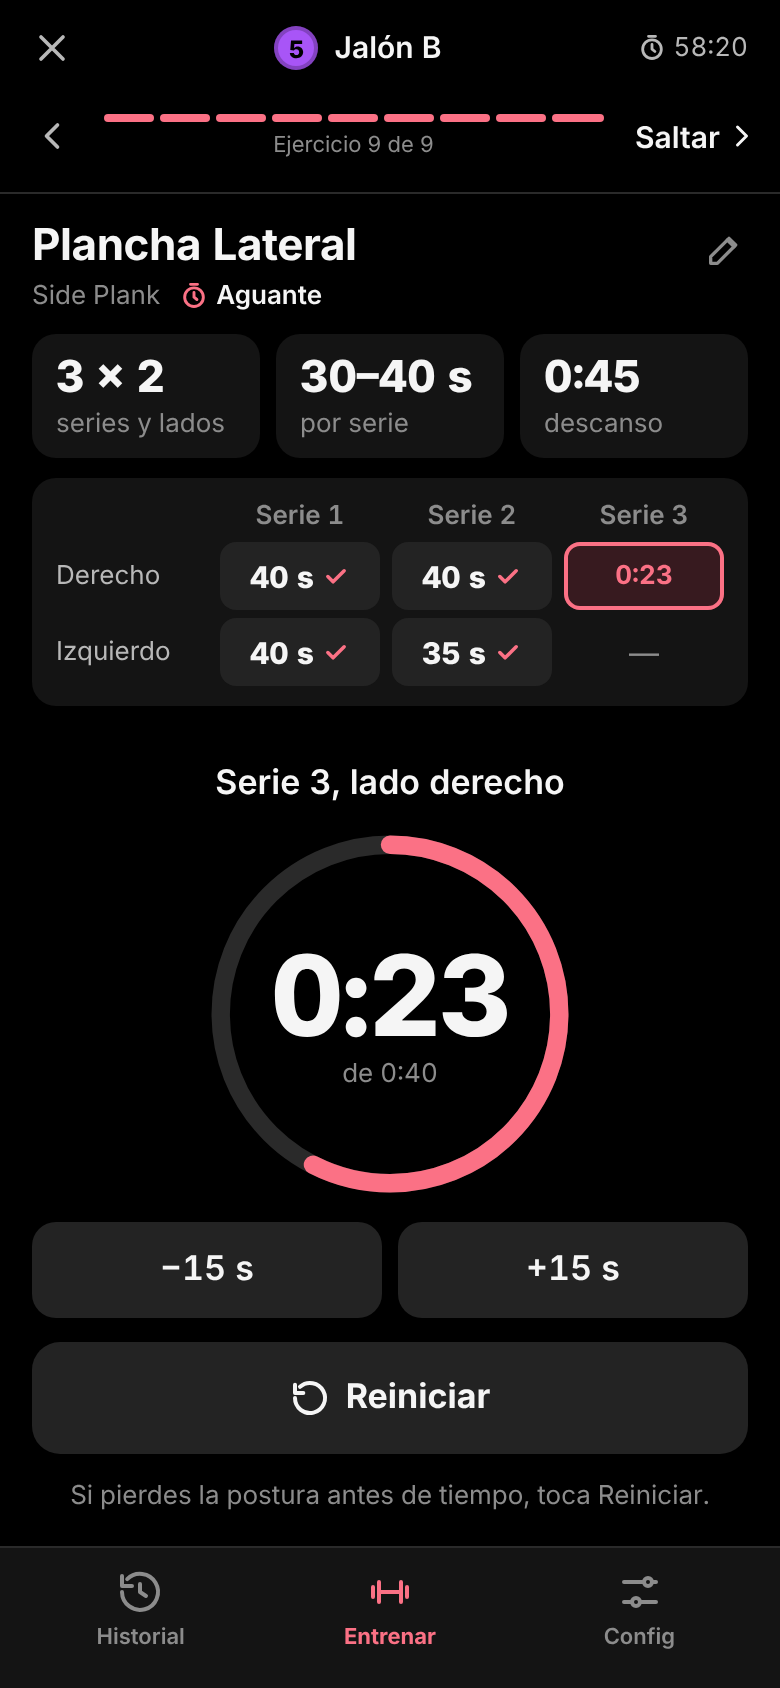 5 Jalón B 58:20
Ejercicio 9 de 9
Saltar
Plancha Lateral
Side Plank Aguante
3 × 2 30–40 s 0:45
series y lados por serie descanso
Serie 1 Serie 2 Serie 3
Derecho 40 s 40 s 0:23
Izquierdo 40 s 35 s —
Serie 3, lado derecho
0:23
de 0:40
−15 s +15 s
Reiniciar
Si pierdes la postura antes de tiempo, toca Reiniciar.
Historial Entrenar Config